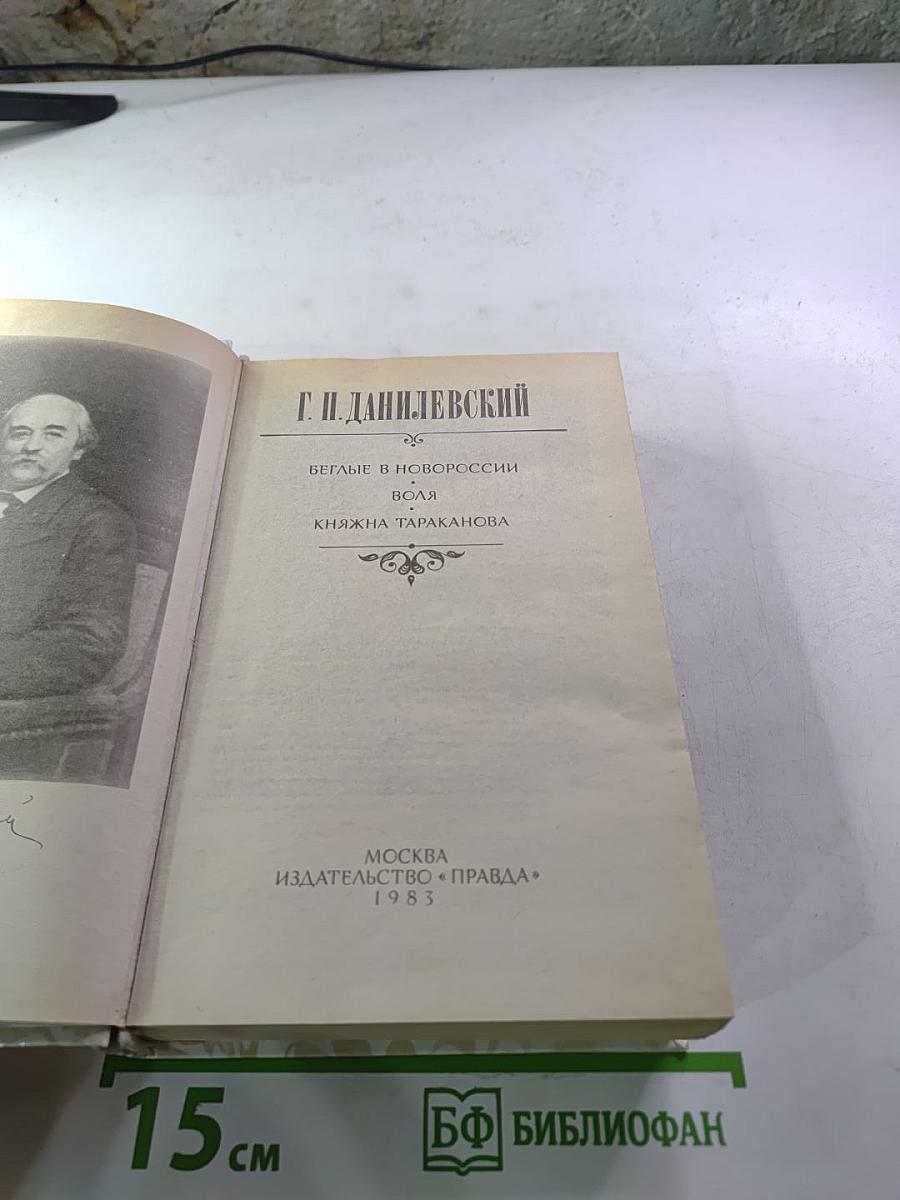 Г. П. ДАНИЛЕВСКИЙ
БЕГЛЫЕ В НОВОРОССИИ
ВОЛЯ
КНЯЖНА ТАРАКАНОВА
МОСКВА
ИЗДАТЕЛЬСТВО «ПРАВДА»
1983
15 см
БФ БИБЛИОФАН